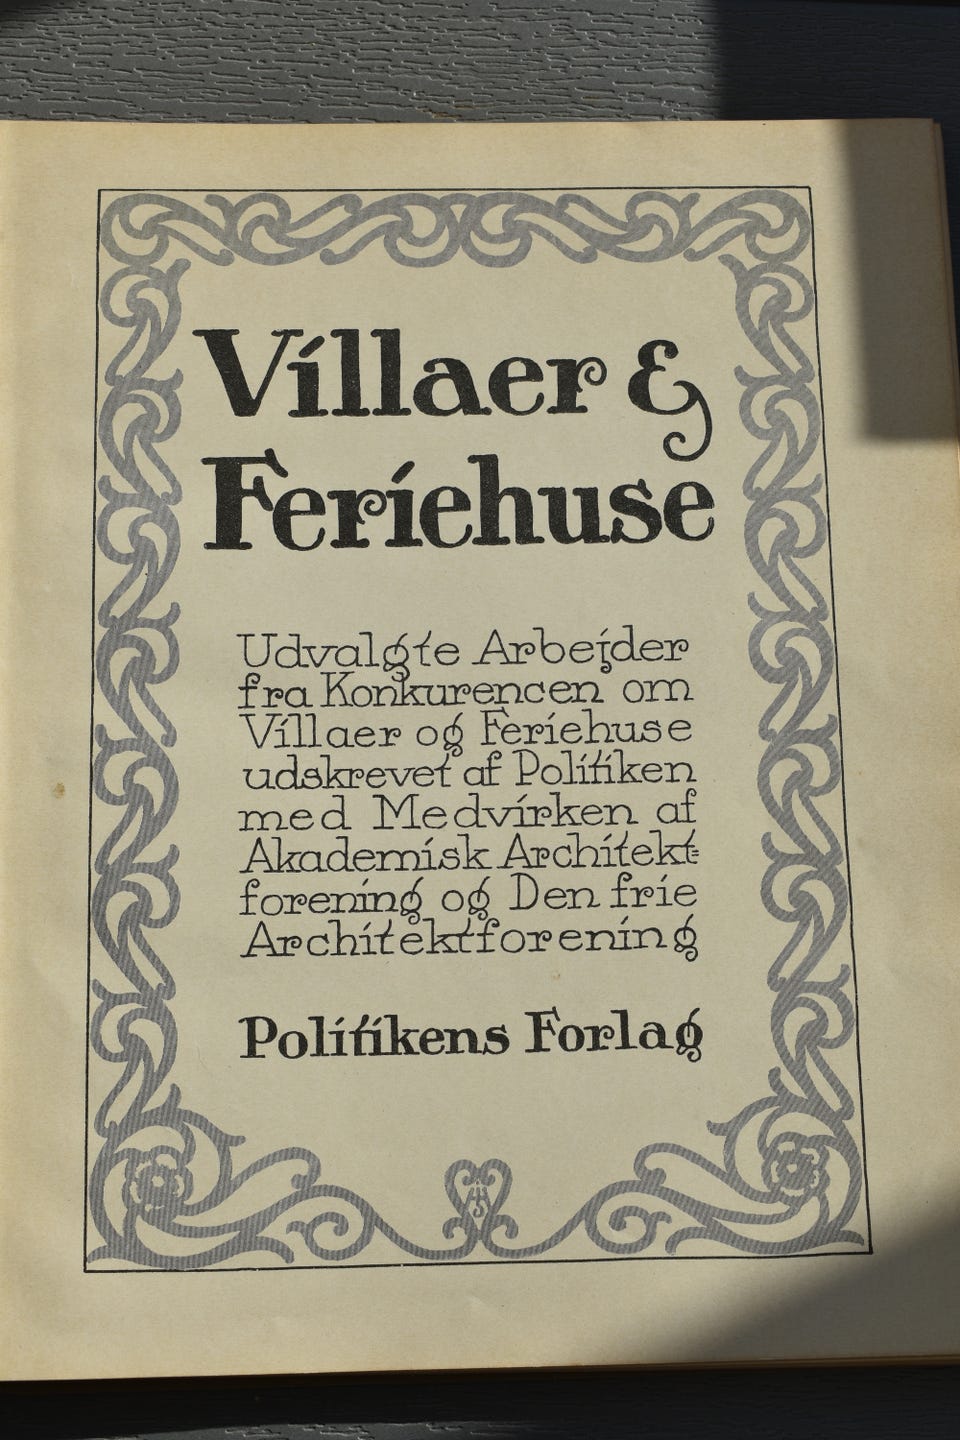 Villaer &
Feriehuse
Udvalgte Arbejder
fra Konkurencen om
Villaer og Feriehuse
udskrevet af Politiken
med Medvirken af
Akademisk Architekt=
forening og Den frie
Architektforening
Politikens Forlag